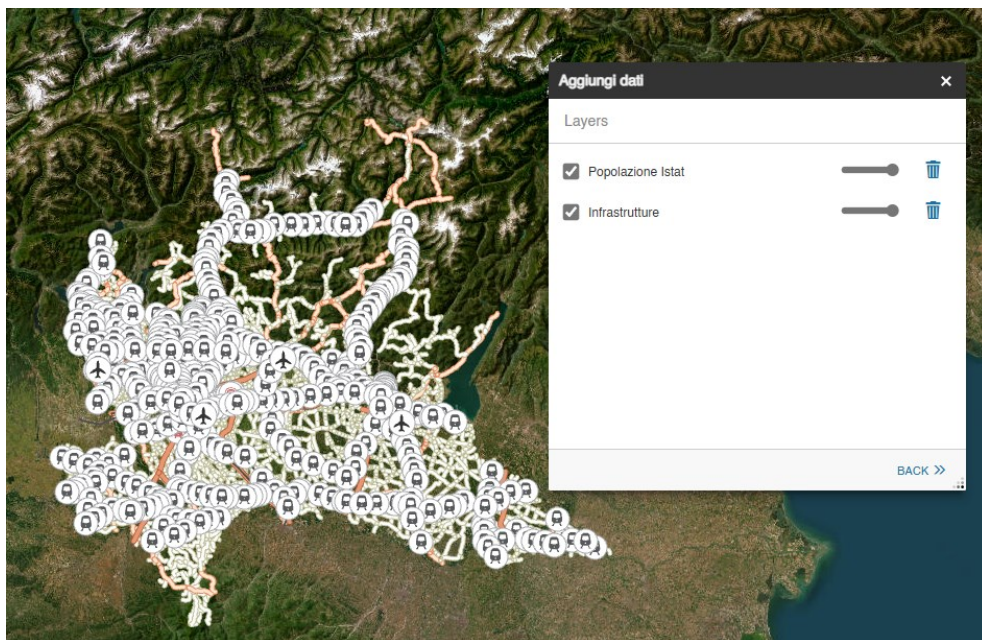 Aggiungi dati
Layers
Popolazione Istat
Infrastrutture
BACK